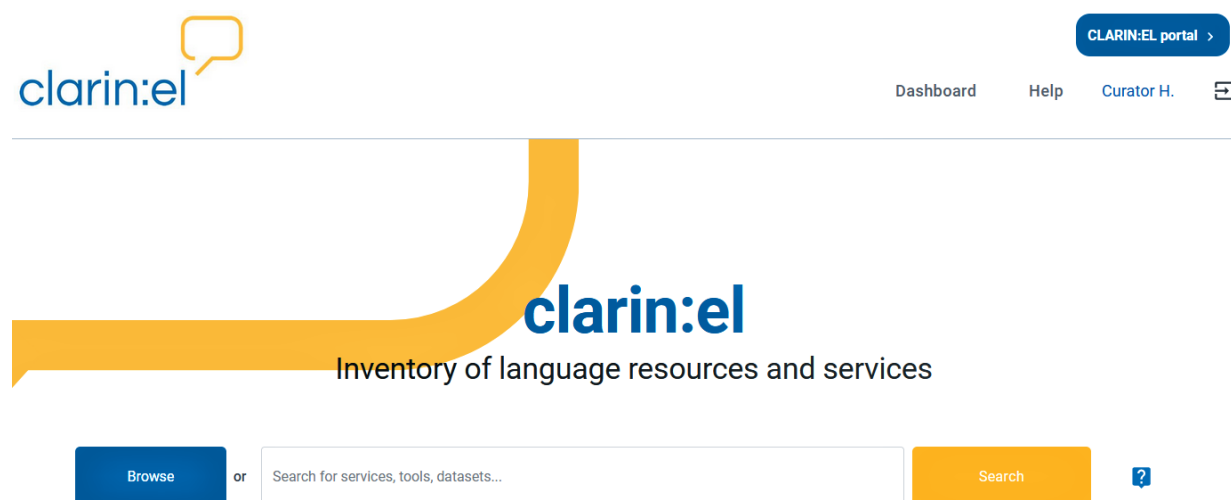 CLARIN:EL portal >
clarin:el
Dashboard Help Curator H.
clarin:el
Inventory of language resources and services
Browse or Search for services, tools, datasets... Search ?